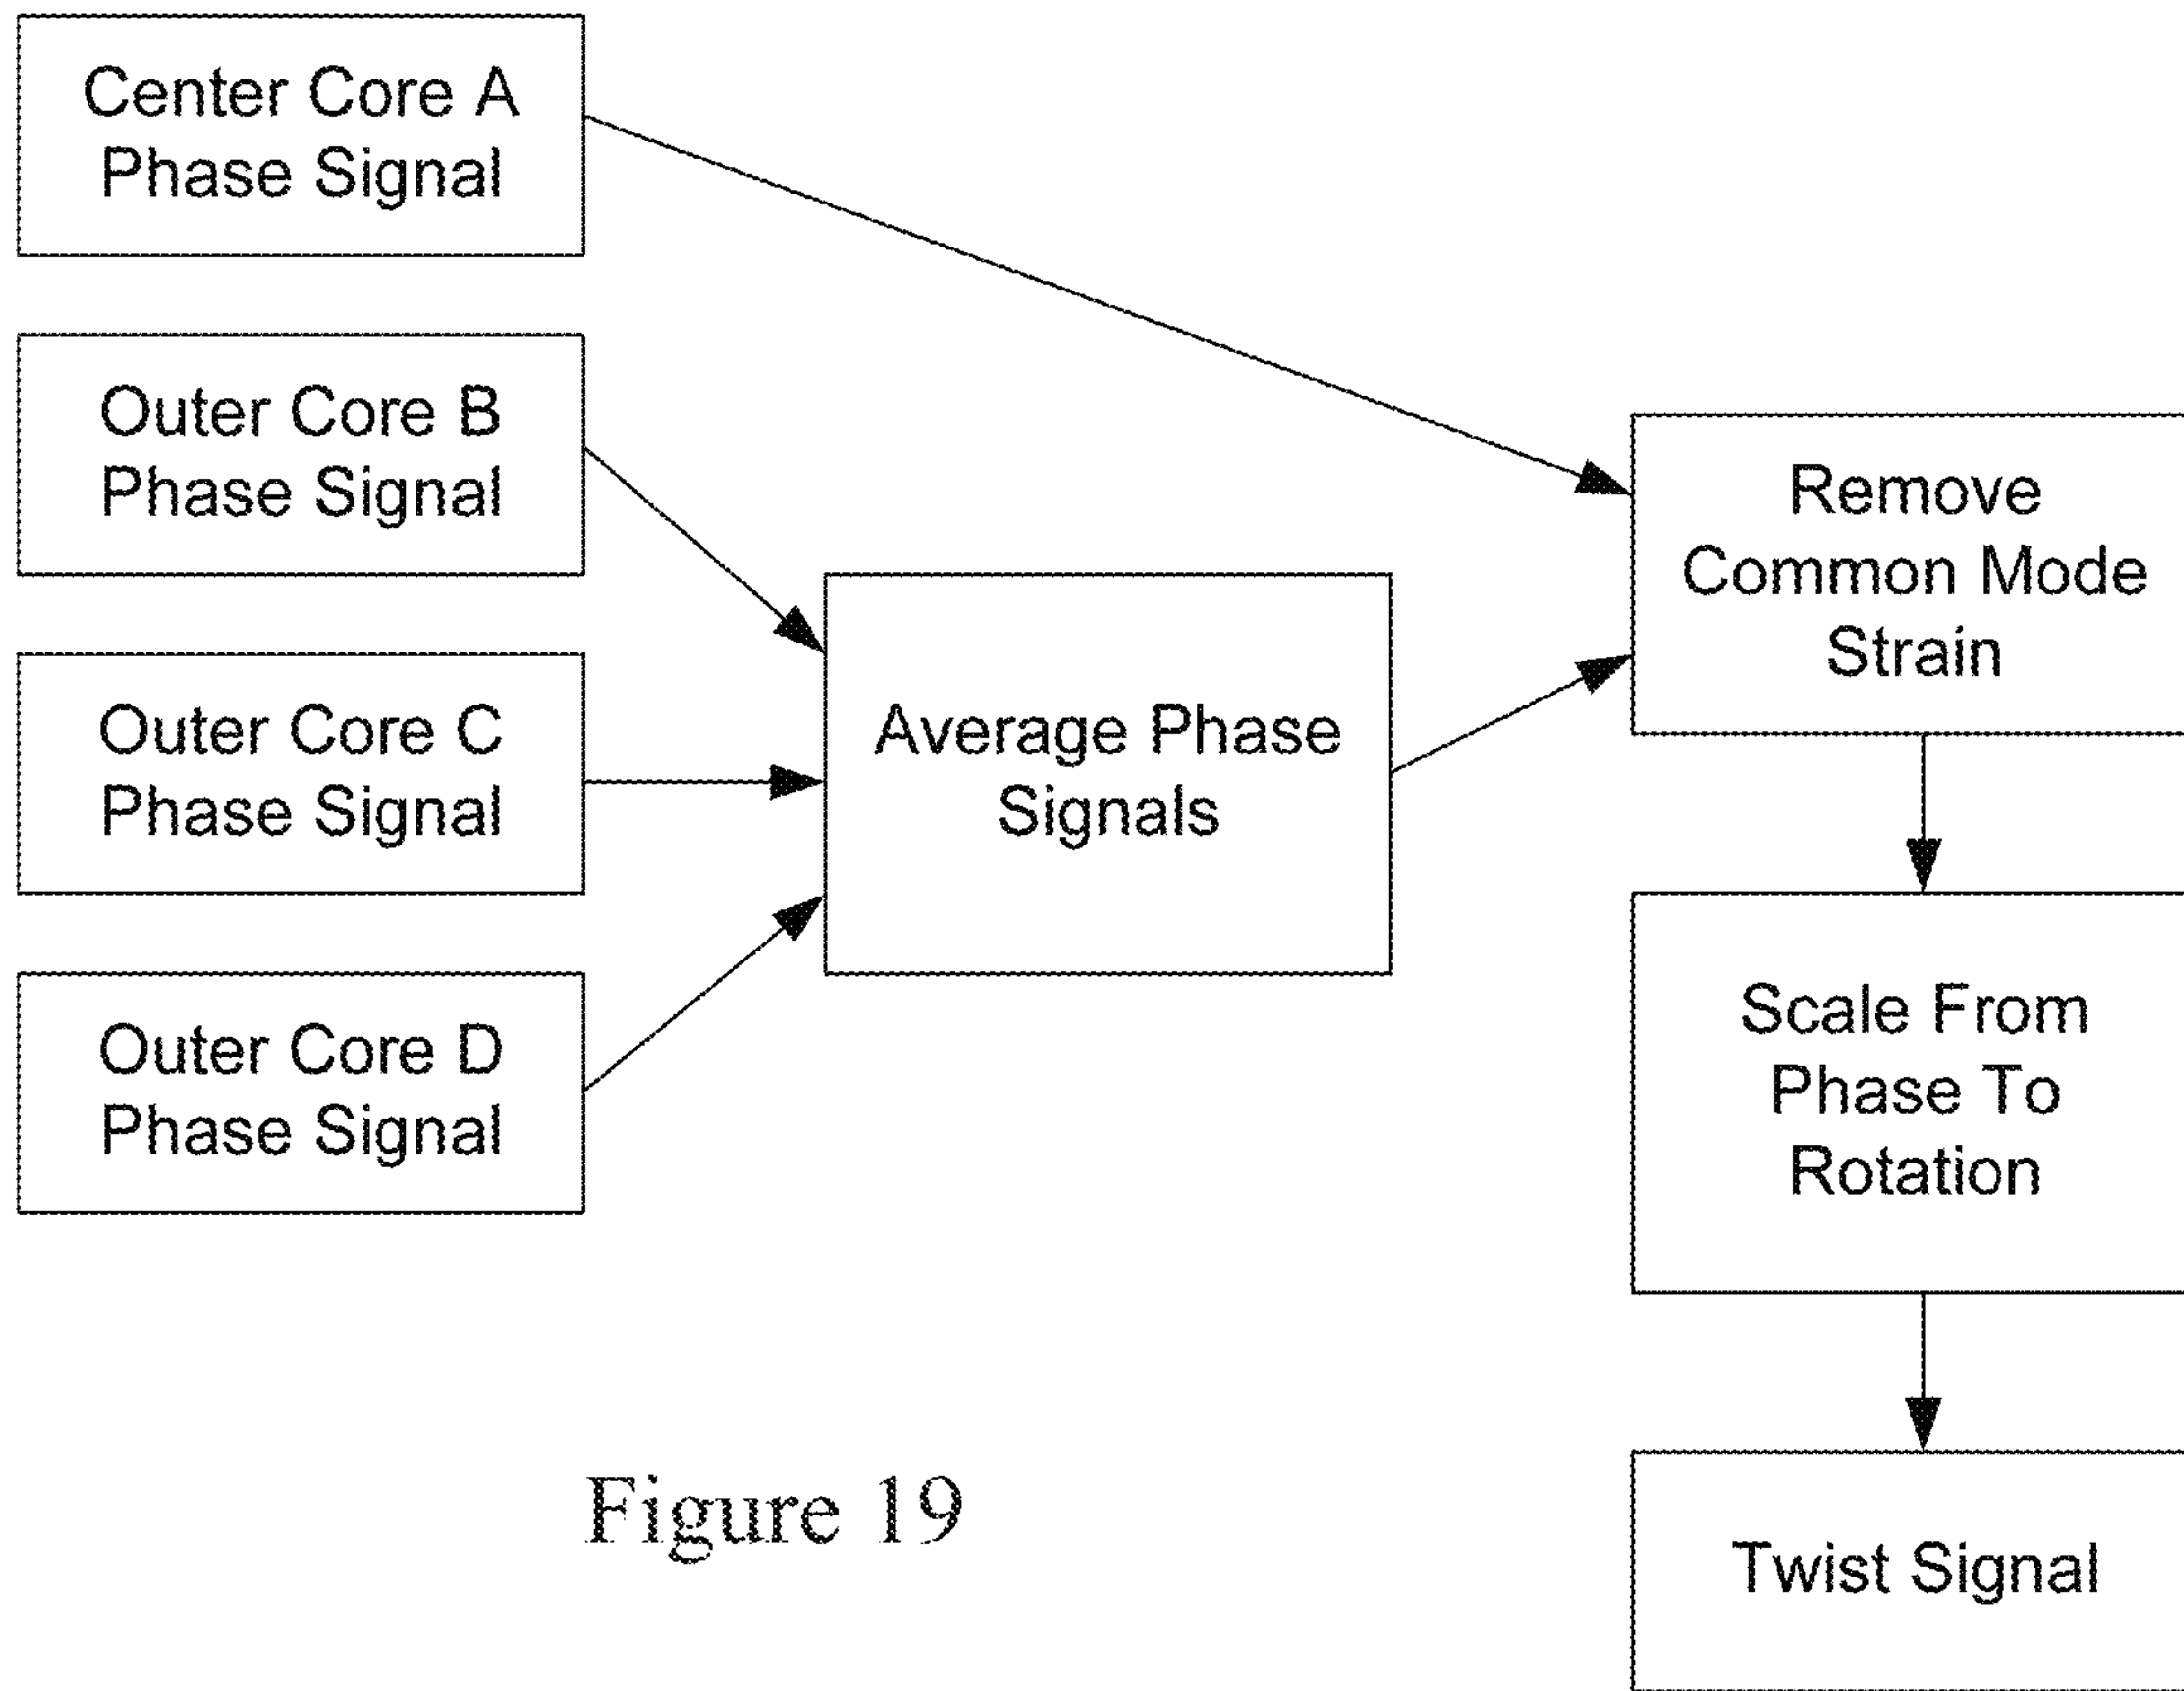 Center Core A
Phase Signal
Outer Core B
Phase Signal
Outer Core C
Phase Signal
Outer Core D
Phase Signal
Average Phase
Signals
Remove
Common Mode
Strain
Scale From
Phase To
Rotation
Twist Signal
Figure 19